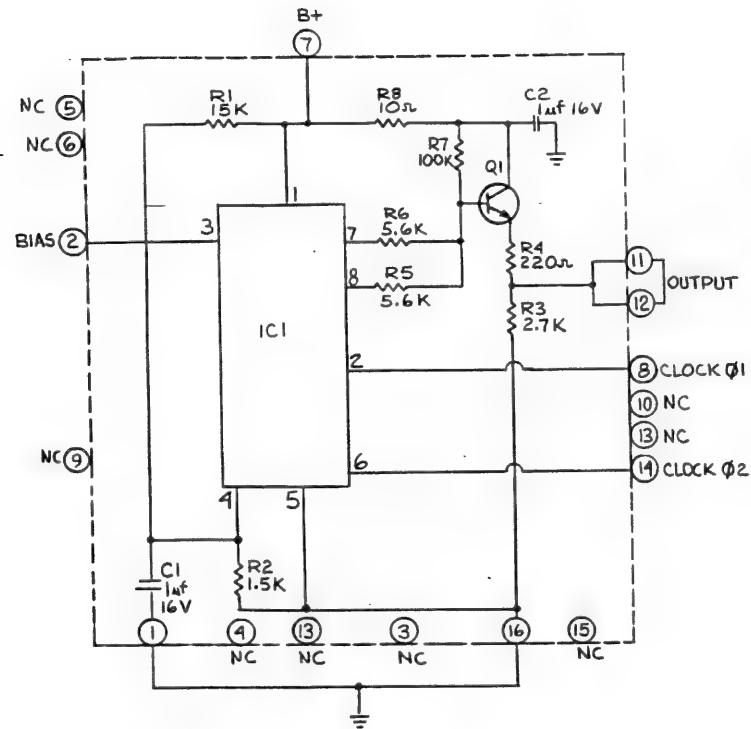 B+
7
NC 5
NC 6
R1
15K
R8
10Ω
C2
1µf 16V
R7
100K
Q1
1
BIAS 2
3
7
R6
5.6K
8
R5
5.6K
R4
220Ω
11
12
OUTPUT
R3
2.7K
IC1
2
8 CLOCK Ø1
10 NC
13 NC
NC 9
6
14 CLOCK Ø2
4
5
C1
1µf
16V
R2
1.5K
1
4
NC
13
NC
3
NC
16
15
NC